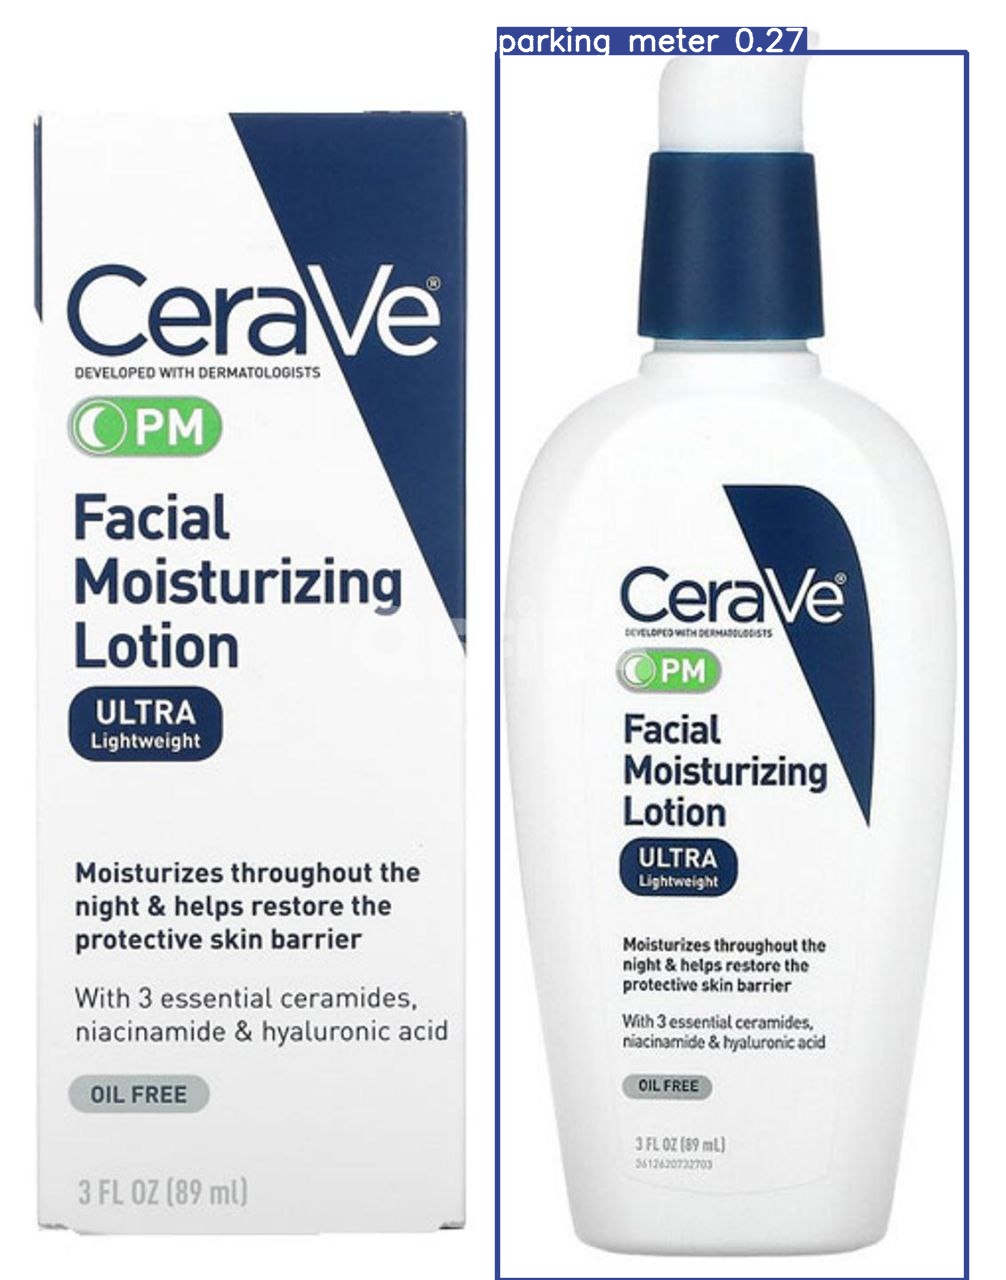 parking meter 0.27
CeraVe®
DEVELOPED WITH DERMATOLOGISTS
PM
Facial
Moisturizing
Lotion
ULTRA
Lightweight
Moisturizes throughout the
night & helps restore the
protective skin barrier
With 3 essential ceramides,
niacinamide & hyaluronic acid
OIL FREE
3 FL OZ (89 ml)
CeraVe®
DEVELOPED WITH DERMATOLOGISTS
PM
Facial
Moisturizing
Lotion
ULTRA
Lightweight
Moisturizes throughout the
night & helps restore the
protective skin barrier
With 3 essential ceramides,
niacinamide & hyaluronic acid
OIL FREE
3 FL OZ (89 mL)
3612620732703